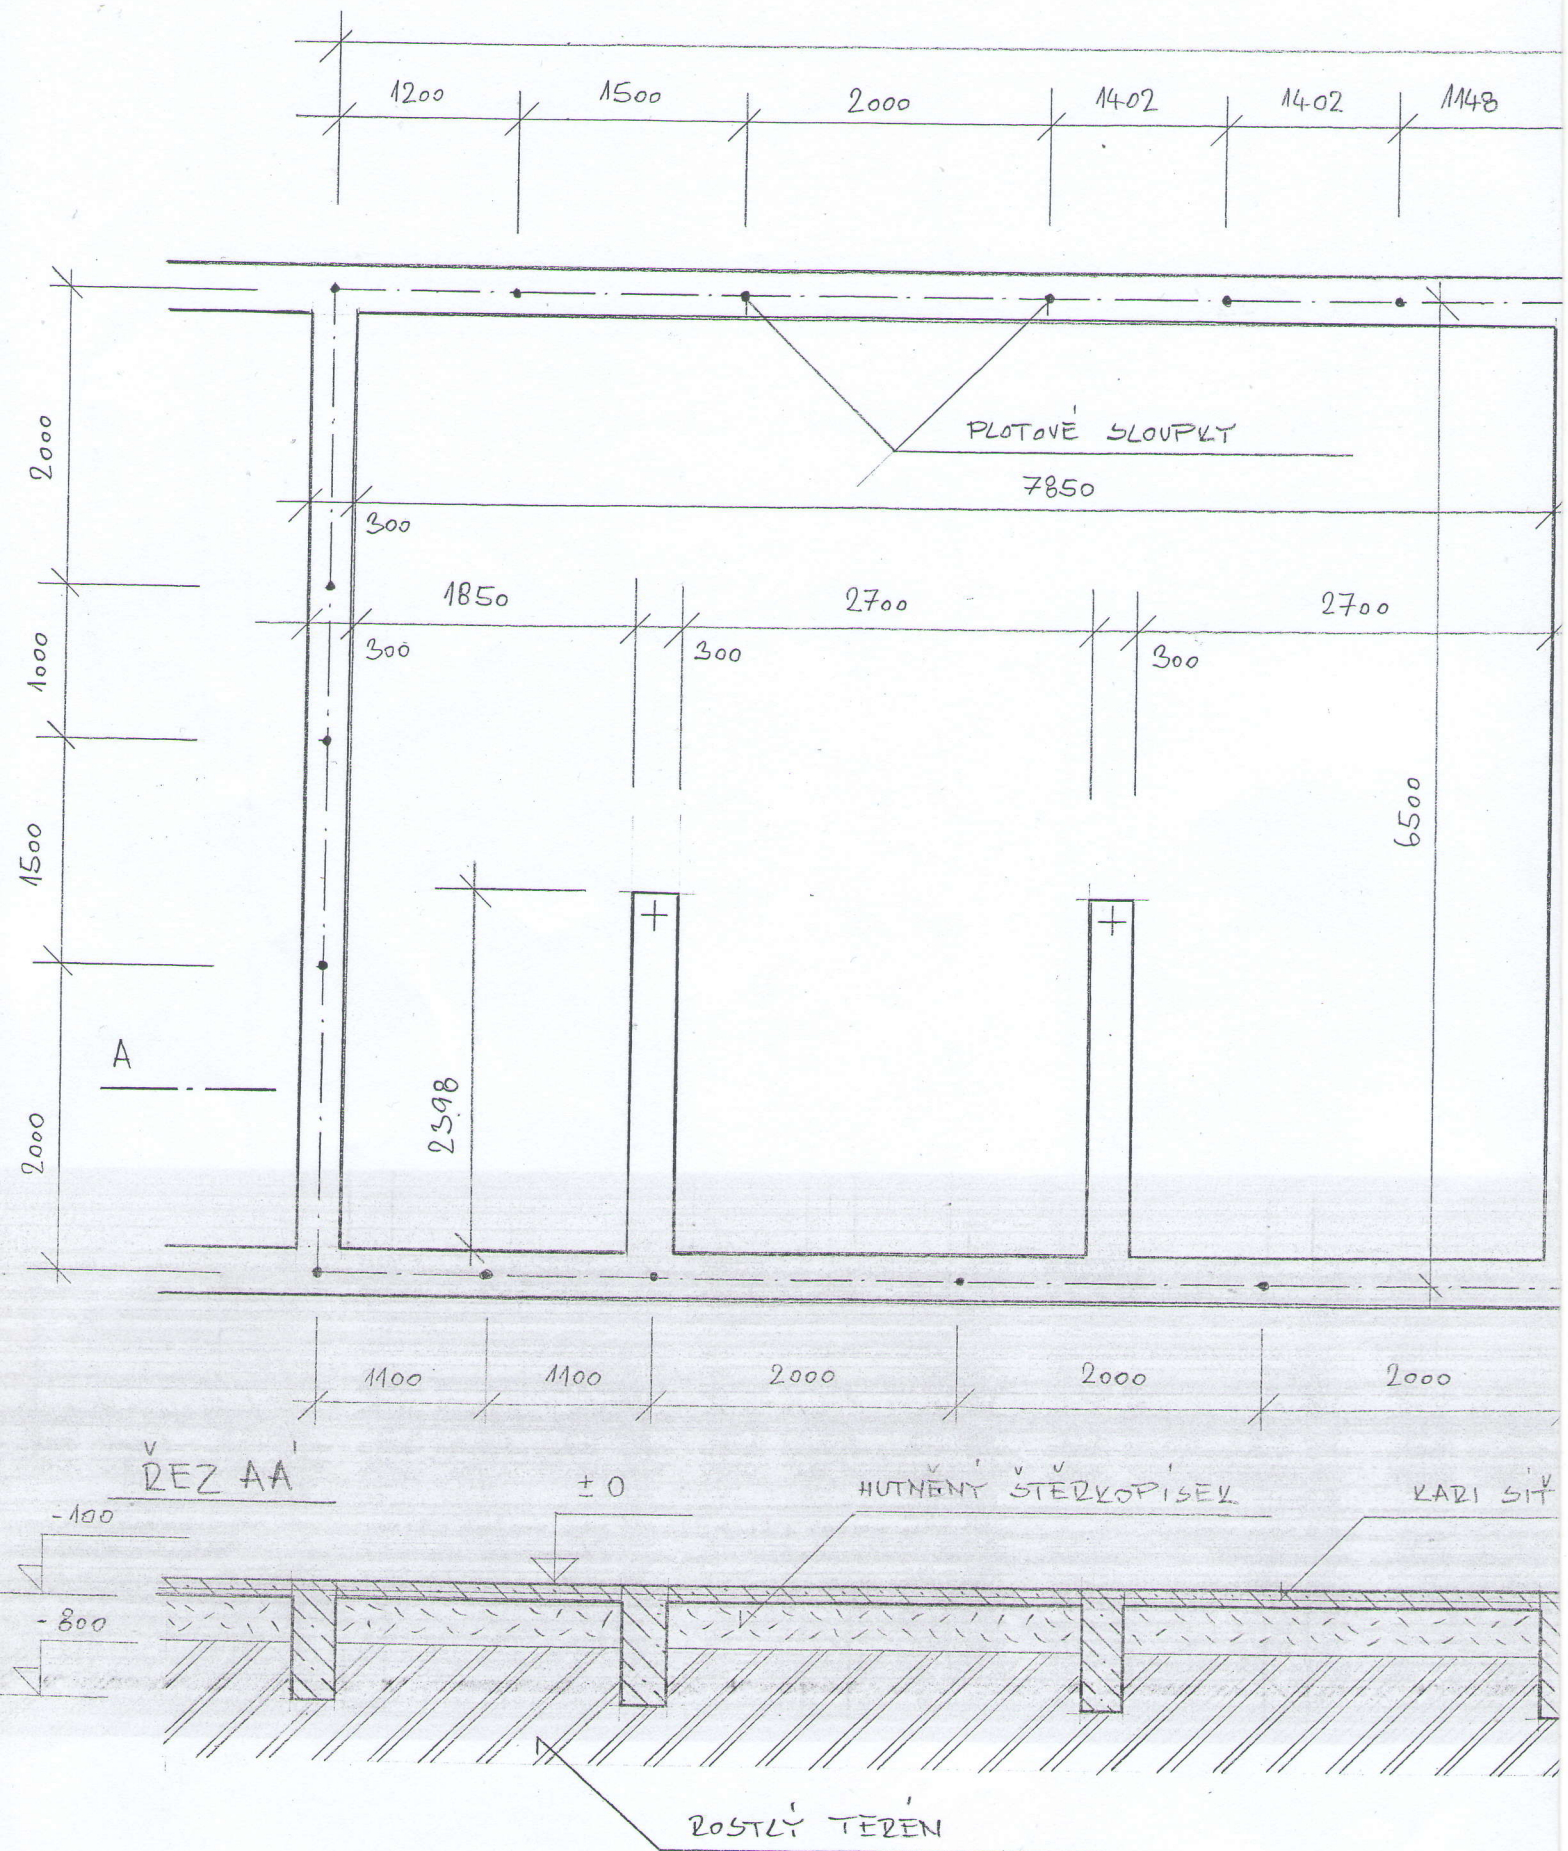 1200 1500 2000 1402 1402 1148
PLOTOVÉ SLOUPKY
7850
300
1850 2700 2700
300 300 300
2000
1000
1500
2000
6500
2398
A
1100 1100 2000 2000 2000
ŘEZ AA'
±0
HUTNĚNÝ ŠTĚRKOPÍSEK
KARI SÍŤ
-100
-800
ROSTLÝ TERÉN